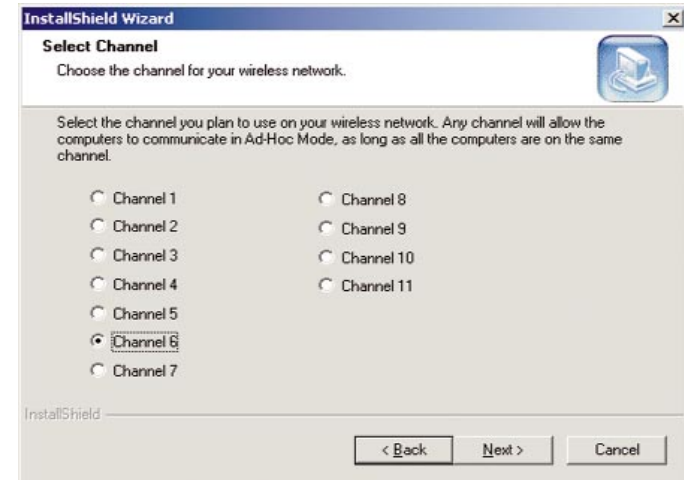 InstallShield Wizard
Select Channel
Choose the channel for your wireless network.
Select the channel you plan to use on your wireless network. Any channel will allow the
computers to communicate in Ad-Hoc Mode, as long as all the computers are on the same
channel.
Channel 1
Channel 2
Channel 3
Channel 4
Channel 5
Channel 6
Channel 7
Channel 8
Channel 9
Channel 10
Channel 11
InstallShield
< Back
Next >
Cancel